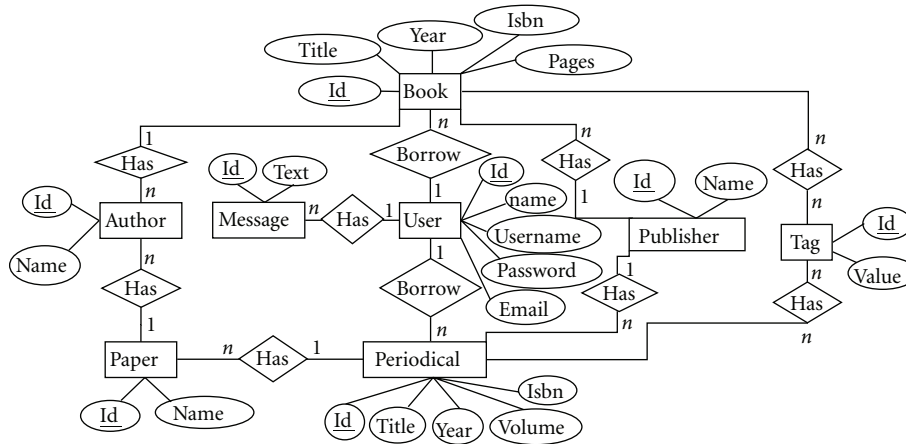 Isbn
Year
Title
Pages
Id
Book
1
n
n
n
Has
Borrow
Has
Has
Id
Text
Id
Id
Name
n
1
1
n
name
Id
Author
Message
n
Has
1
User
Username
Publisher
Tag
Id
Name
n
1
Password
1
n
Value
Has
Borrow
Email
Has
Has
1
n
n
n
Paper
n
Has
1
Periodical
Isbn
Id
Name
Id
Title
Year
Volume